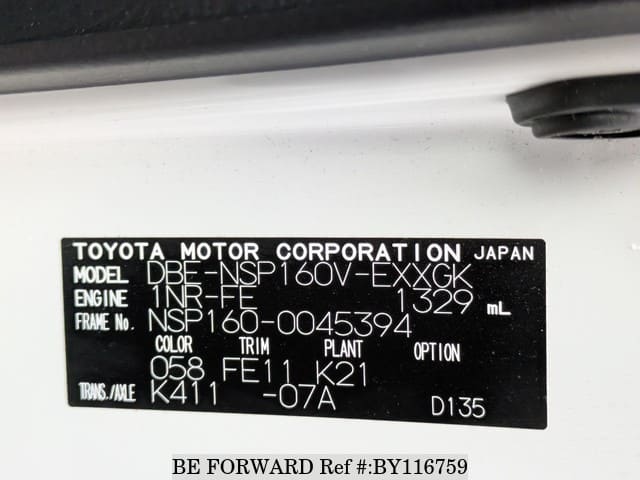 TOYOTA MOTOR CORPORATION JAPAN
MODEL DBE-NSP160V-EXXGK
ENGINE 1NR-FE 1329 mL
FRAME No. NSP160-0045394
COLOR TRIM PLANT OPTION
058 FE11 K21
TRANS./AXLE K411 -07A D135
BE FORWARD Ref #:BY116759